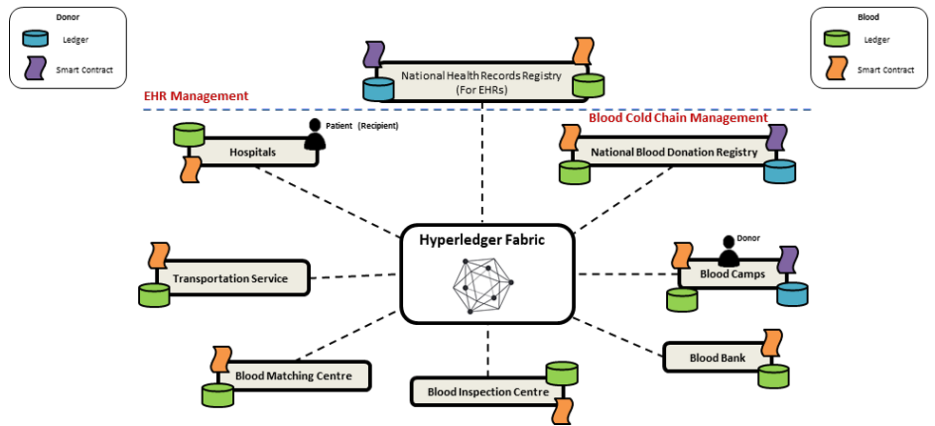 Donor
Ledger
Smart Contract
Blood
Ledger
Smart Contract
National Health Records Registry
(For EHRs)
EHR Management
Blood Cold Chain Management
Patient (Recipient)
Hospitals
National Blood Donation Registry
Hyperledger Fabric
Donor
Transportation Service
Blood Camps
Blood Bank
Blood Matching Centre
Blood Inspection Centre